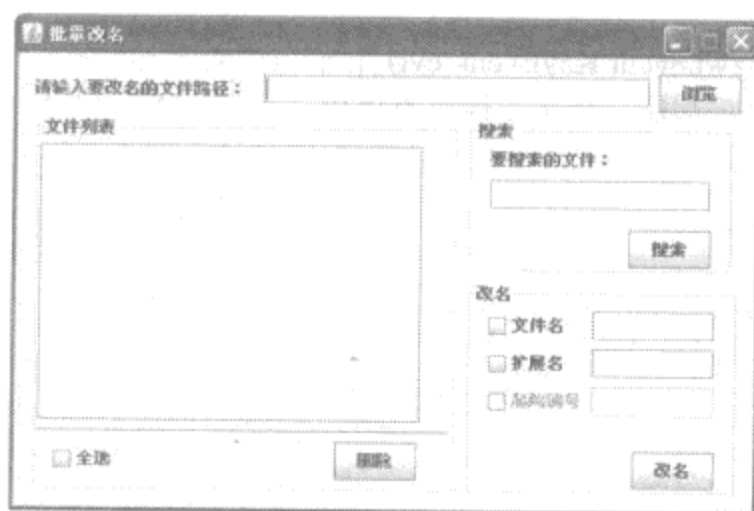 批量改名
请输入要改名的文件路径：
浏览
文件列表
搜索
要搜索的文件：
搜索
改名
文件名
扩展名
起始编号
全选
删除
改名